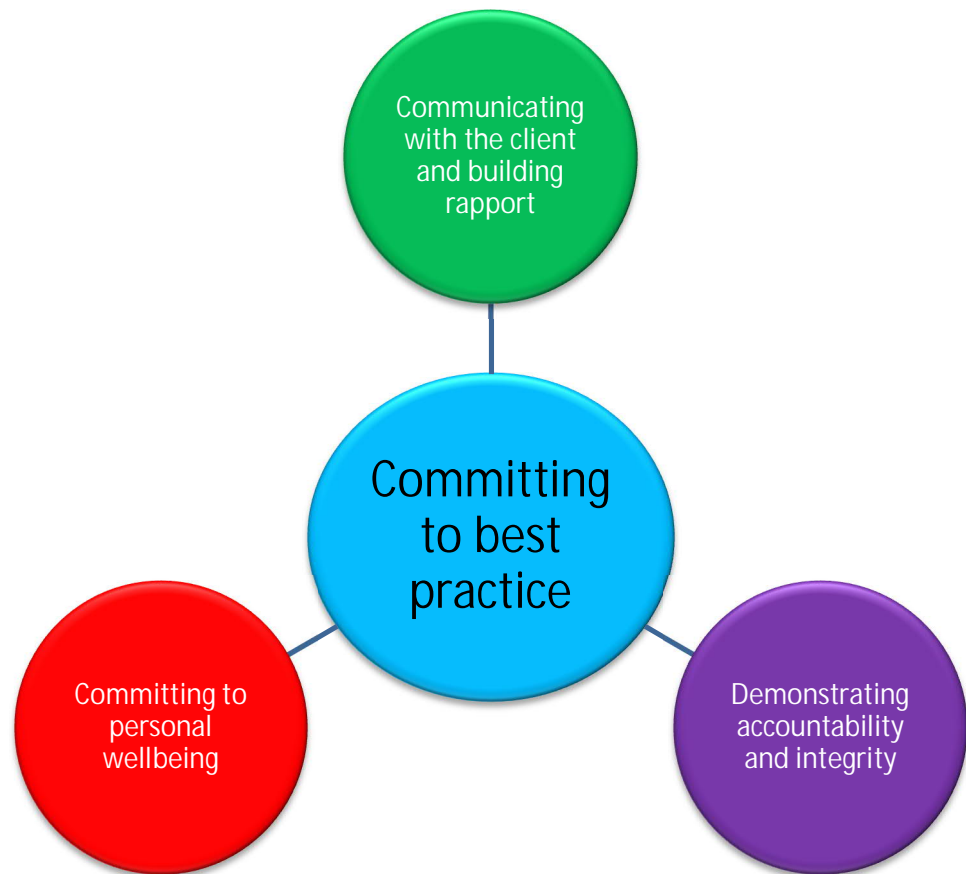 Communicating
with the client
and building
rapport
Committing
to best
practice
Committing to
personal
wellbeing
Demonstrating
accountability
and integrity